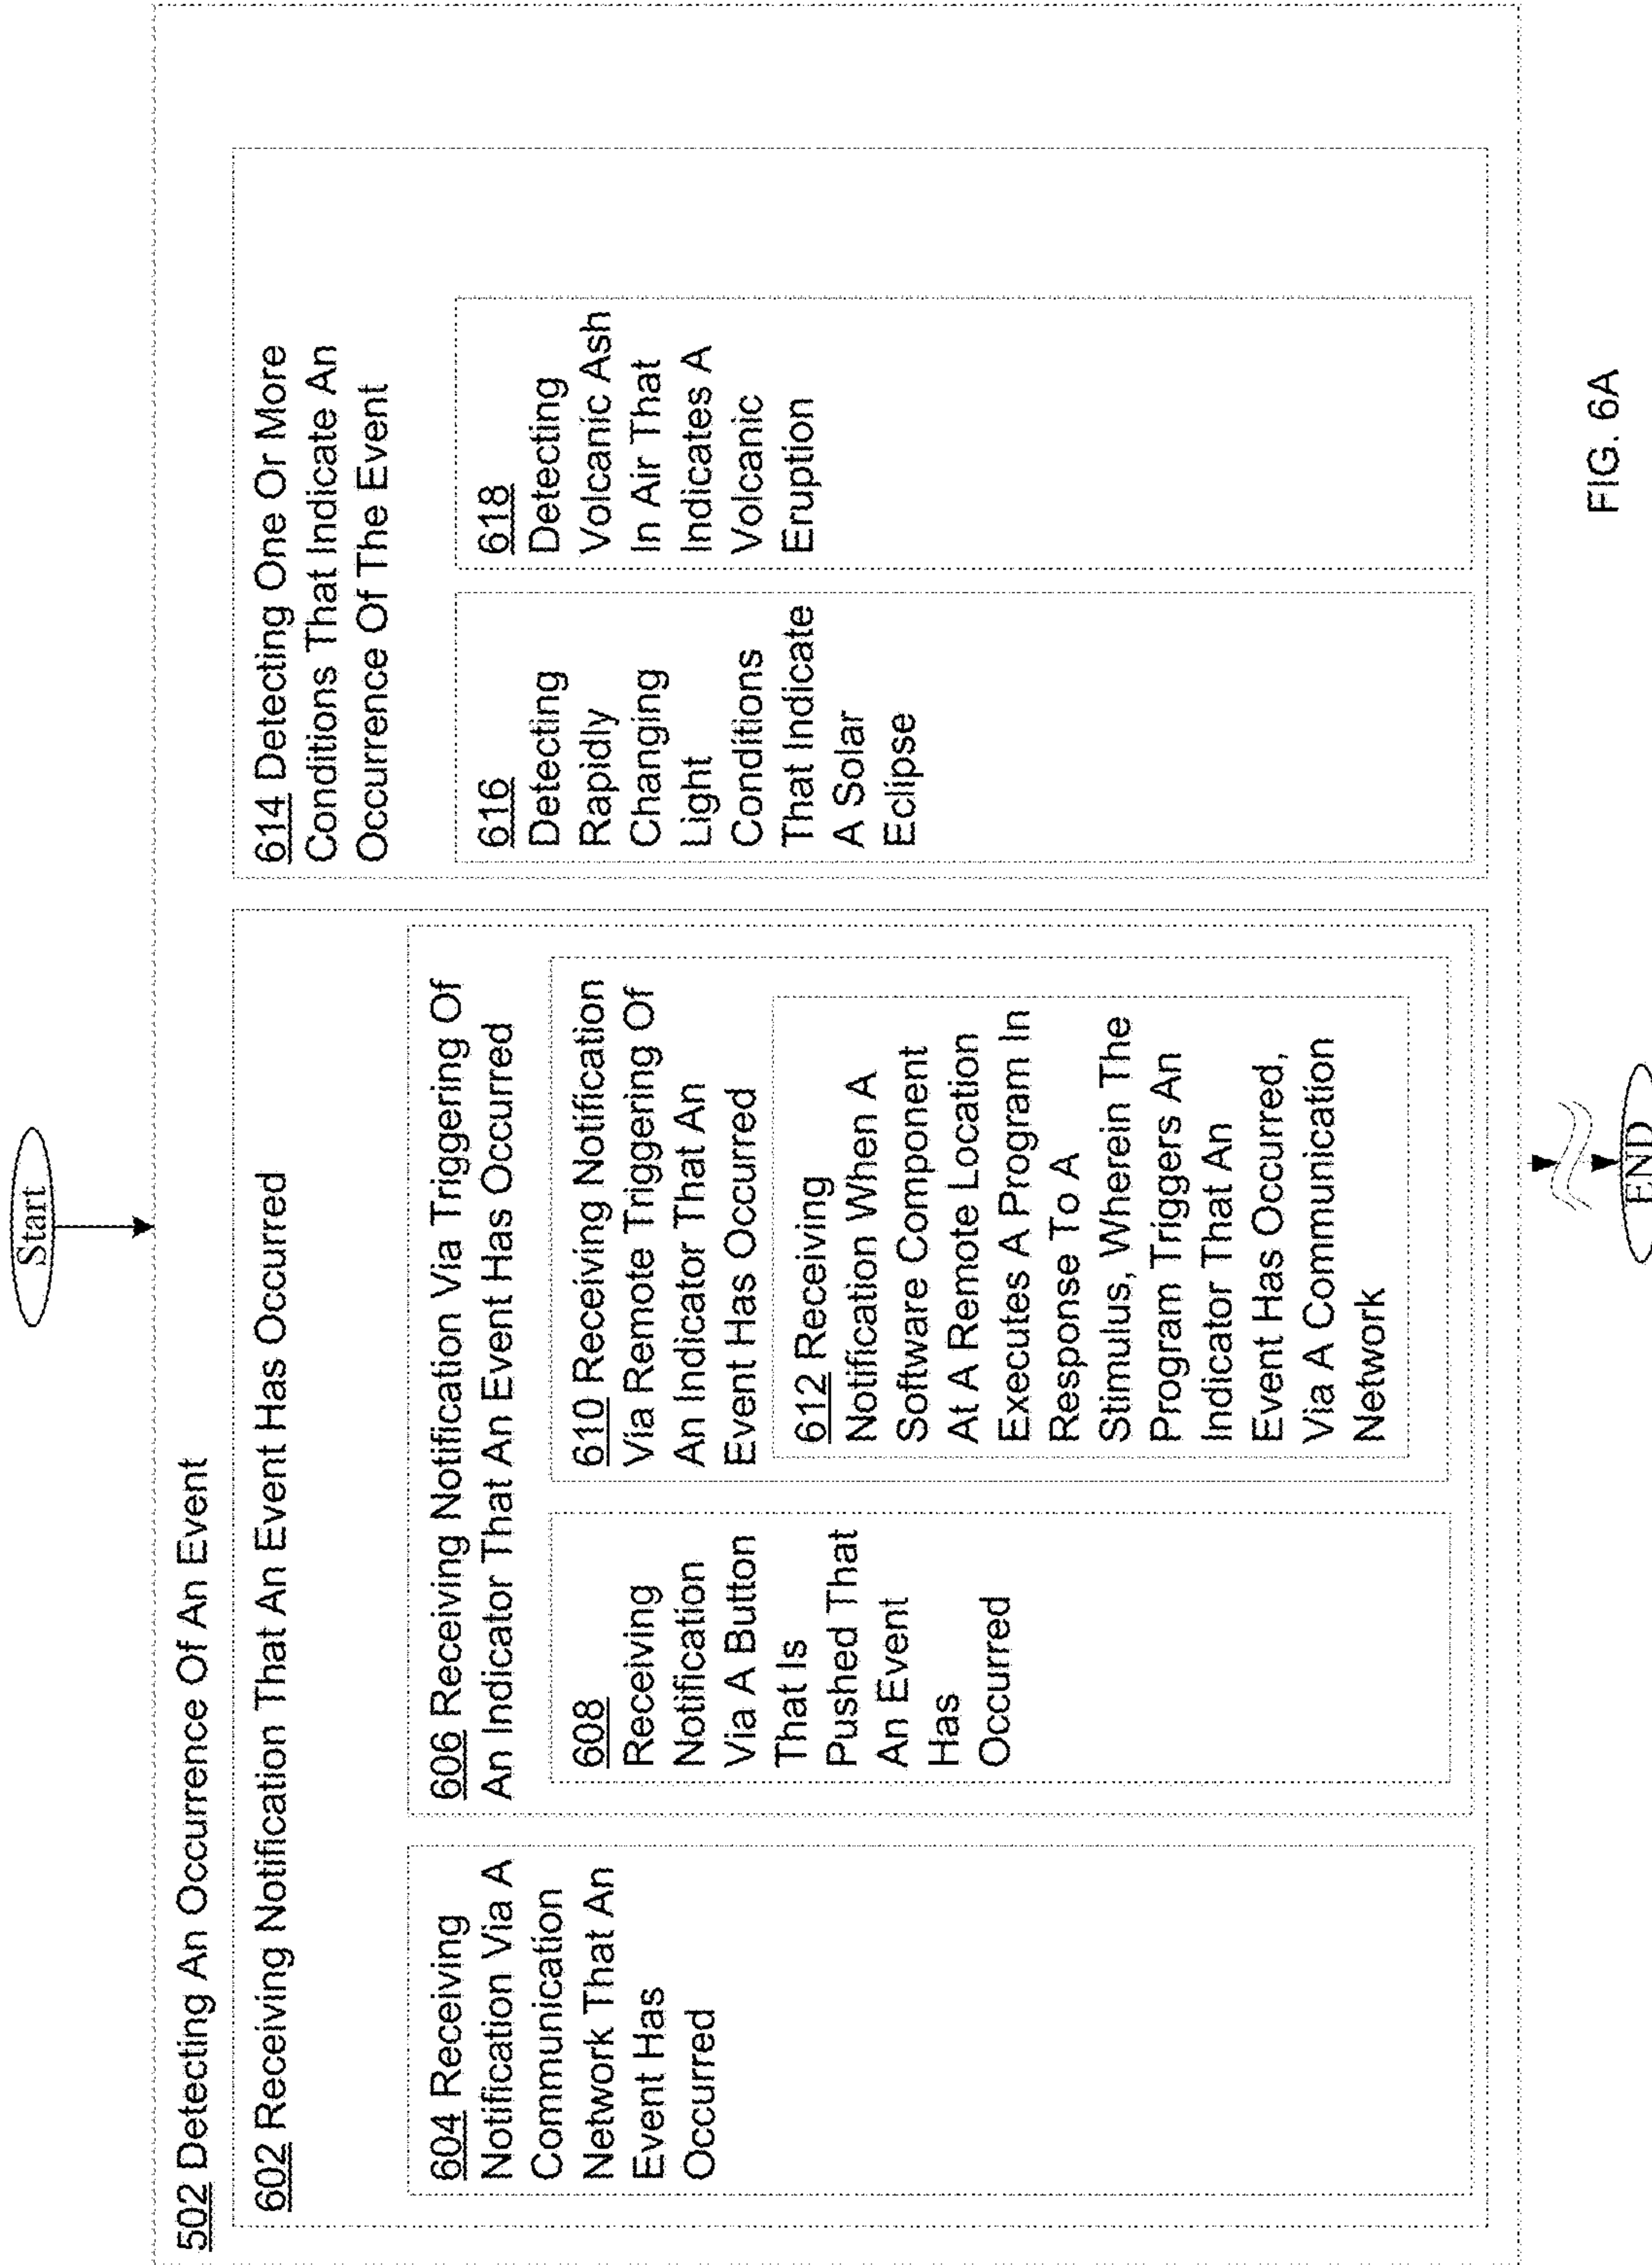 Start
502 Detecting An Occurrence Of An Event
602 Receiving Notification That An Event Has Occurred
604 Receiving
Notification Via A
Communication
Network That An
Event Has
Occurred
606 Receiving Notification Via Triggering Of
An Indicator That An Event Has Occurred
608
Receiving
Notification
Via A Button
That Is
Pushed That
An Event
Has
Occurred
610 Receiving Notification
Via Remote Triggering Of
An Indicator That An
Event Has Occurred
612 Receiving
Notification When A
Software Component
At A Remote Location
Executes A Program In
Response To A
Stimulus, Wherein The
Program Triggers An
Indicator That An
Event Has Occurred,
Via A Communication
Network
614 Detecting One Or More
Conditions That Indicate An
Occurrence Of The Event
616
Detecting
Rapidly
Changing
Light
Conditions
That Indicate
A Solar
Eclipse
618
Detecting
Volcanic Ash
In Air That
Indicates A
Volcanic
Eruption
END
FIG. 6A